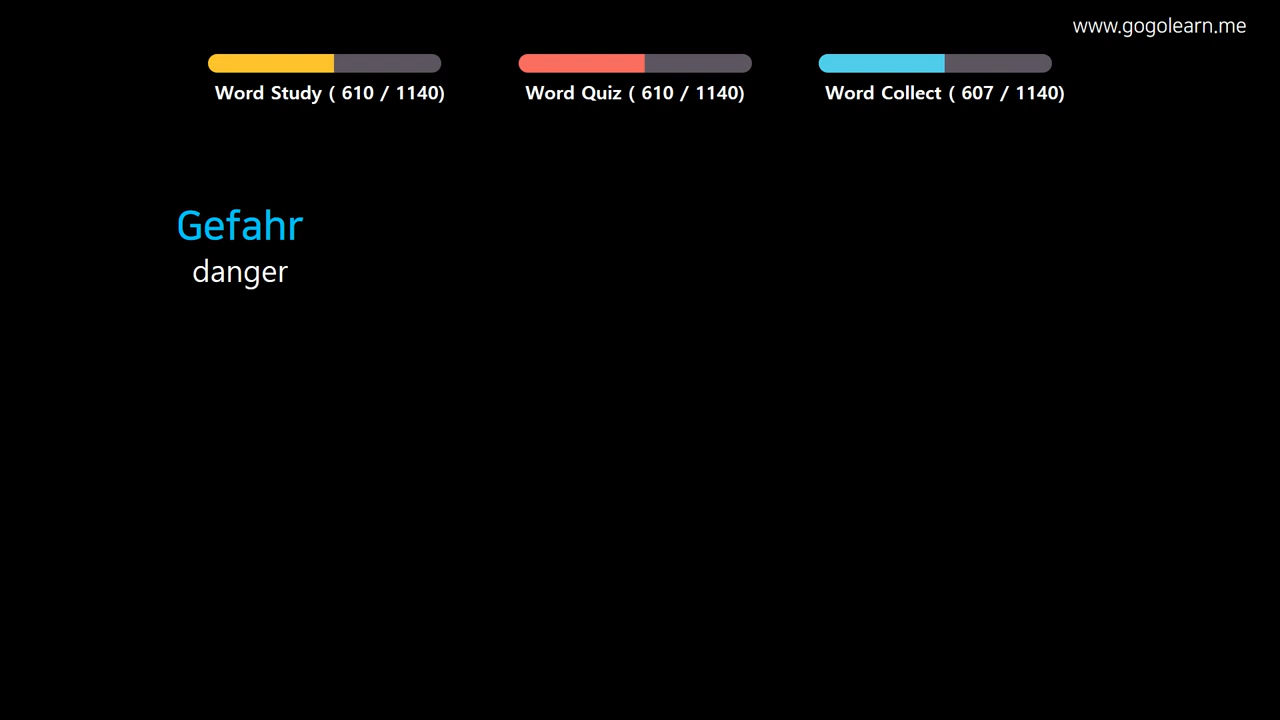 www.gogolearn.me
Word Study ( 610 / 1140)
Word Quiz ( 610 / 1140)
Word Collect ( 607 / 1140)
Gefahr
danger